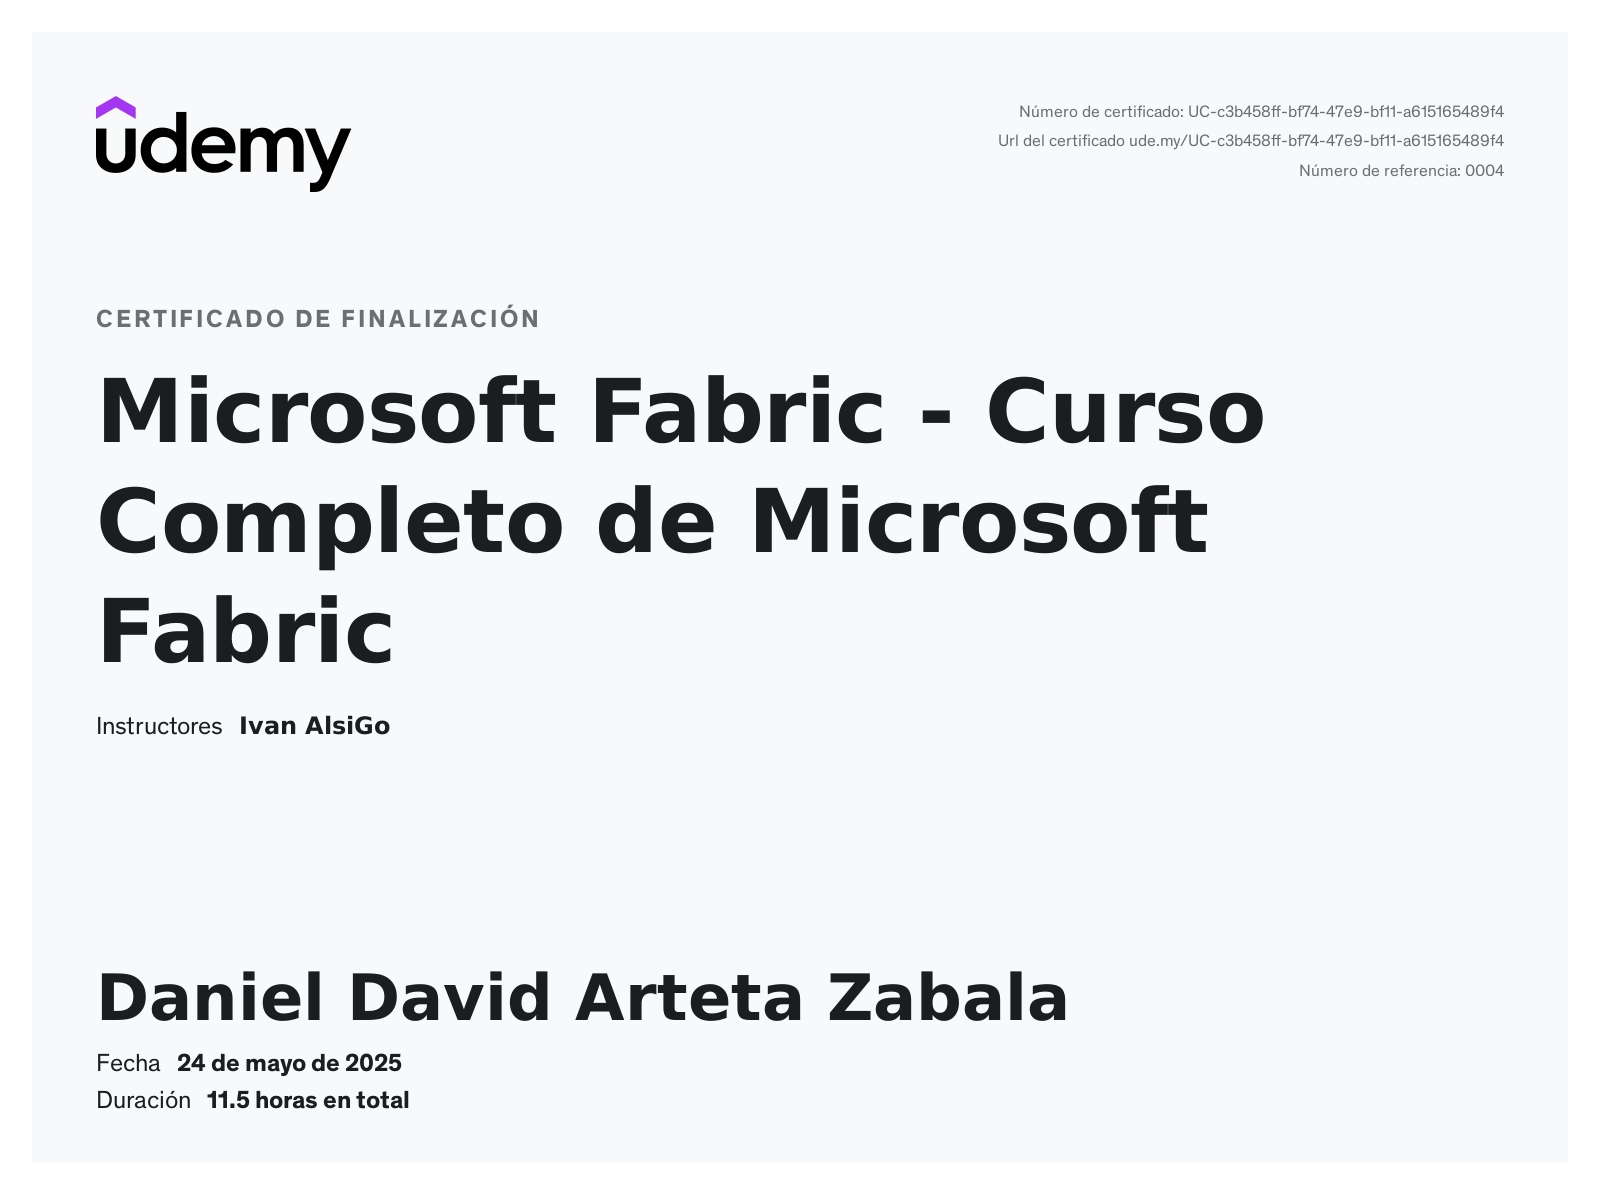 udemy
Número de certificado: UC-c3b458ff-bf74-47e9-bf11-a615165489f4
Url del certificado ude.my/UC-c3b458ff-bf74-47e9-bf11-a615165489f4
Número de referencia: 0004
CERTIFICADO DE FINALIZACIÓN
Microsoft Fabric - Curso
Completo de Microsoft
Fabric
Instructores Ivan AlsiGo
Daniel David Arteta Zabala
Fecha 24 de mayo de 2025
Duración 11.5 horas en total